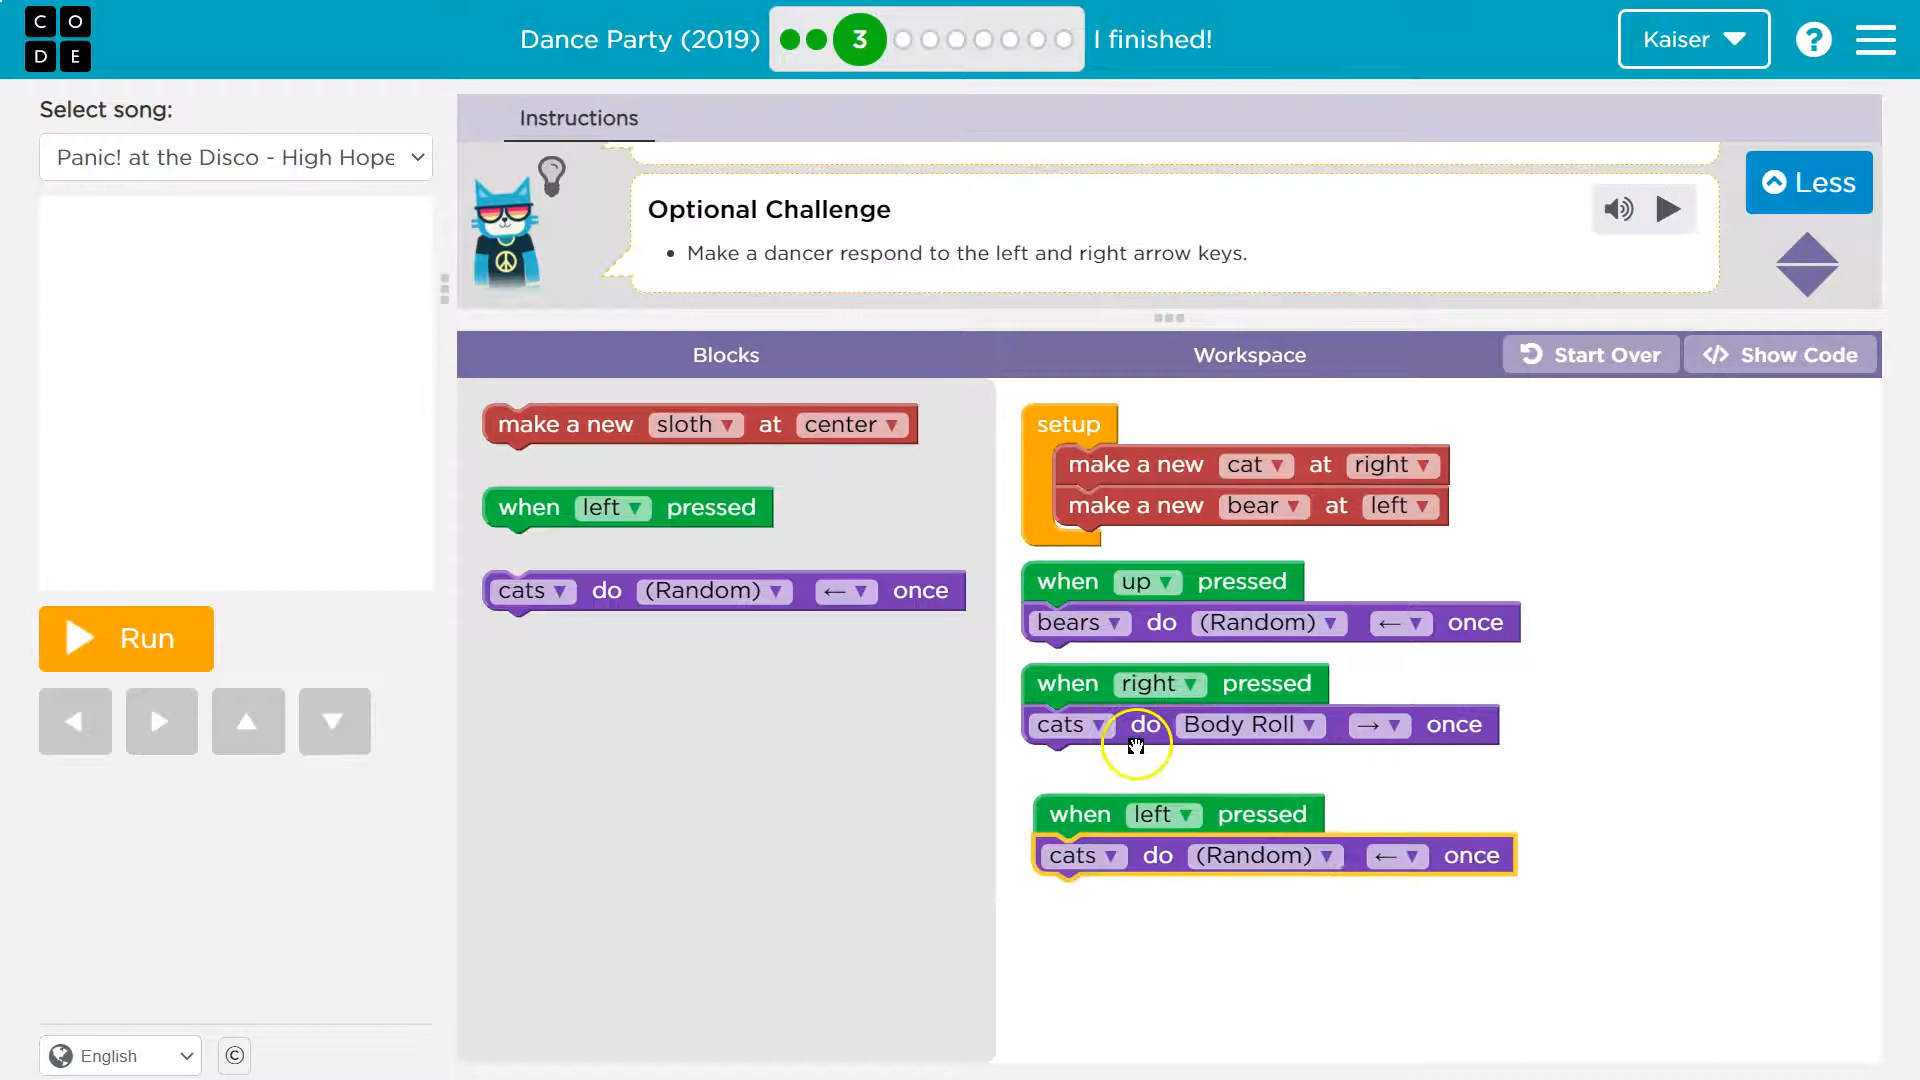 CODE
Dance Party (2019)
3
I finished!
Kaiser
?
Select song:
Panic! at the Disco - High Hope
Instructions
Optional Challenge
Make a dancer respond to the left and right arrow keys.
Less
Blocks
Workspace
Start Over
Show Code
make a new sloth at center
when left pressed
cats do (Random) ← once
setup
make a new cat at right
make a new bear at left
when up pressed
bears do (Random) ← once
when right pressed
cats do Body Roll → once
when left pressed
cats do (Random) ← once
Run
English
©